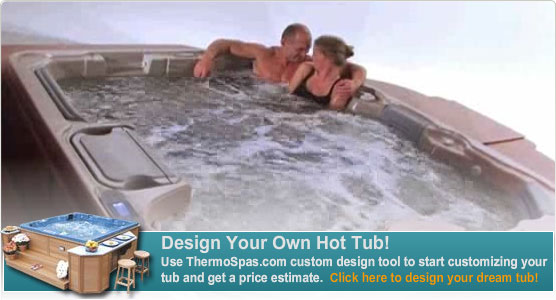 Design Your Own Hot Tub!
Use ThermoSpas.com custom design tool to start customizing your
tub and get a price estimate. Click here to design your dream tub!